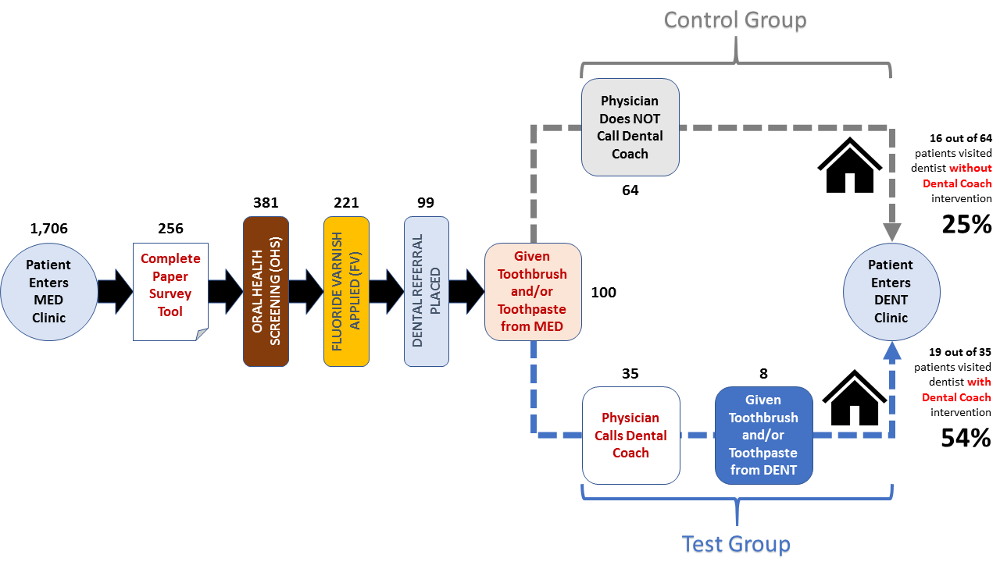 Control Group
Physician
Does NOT
Call Dental
Coach
64
16 out of 64
patients visited
dentist without
Dental Coach
intervention
25%
1,706
Patient
Enters
MED
Clinic
256
Complete
Paper
Survey
Tool
381
ORAL HEALTH
SCREENING (OHS)
221
FLUORIDE VARNISH
APPLIED (FV)
99
DENTAL REFERRAL
PLACED
Given
Toothbrush
and/or
Toothpaste
from MED
100
Patient
Enters
DENT
Clinic
35
Physician
Calls Dental
Coach
8
Given
Toothbrush
and/or
Toothpaste
from DENT
19 out of 35
patients visited
dentist with
Dental Coach
intervention
54%
Test Group